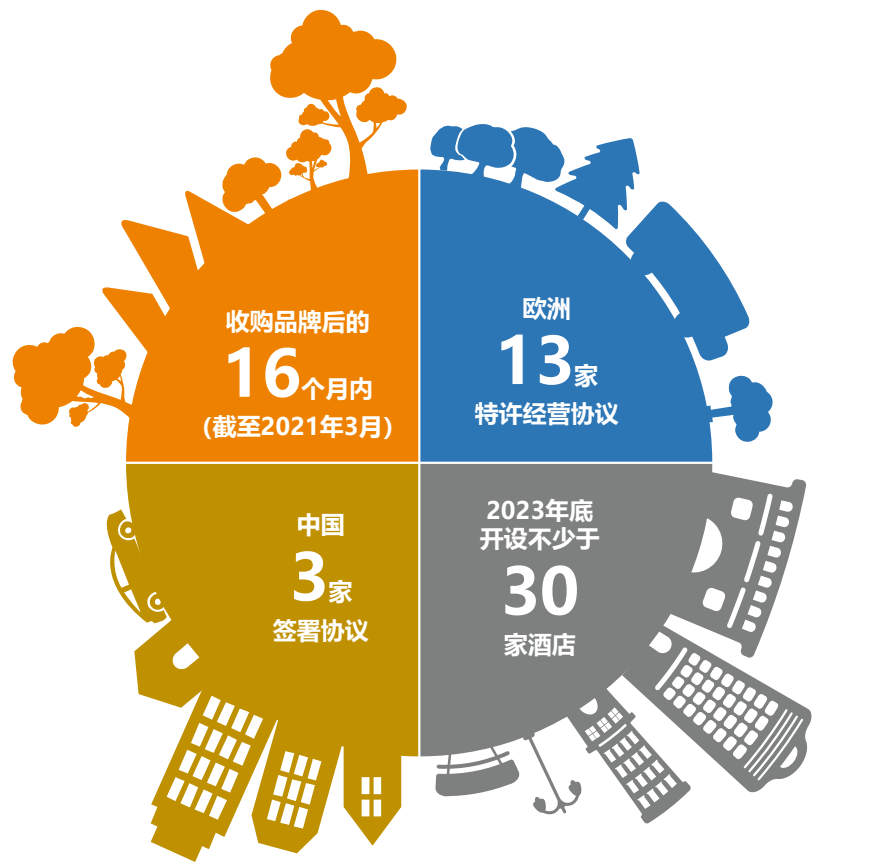 收购品牌后的
16个月内
(截至2021年3月)
欧洲
13家
特许经营协议
中国
3家
签署协议
2023年底
开设不少于
30
家酒店